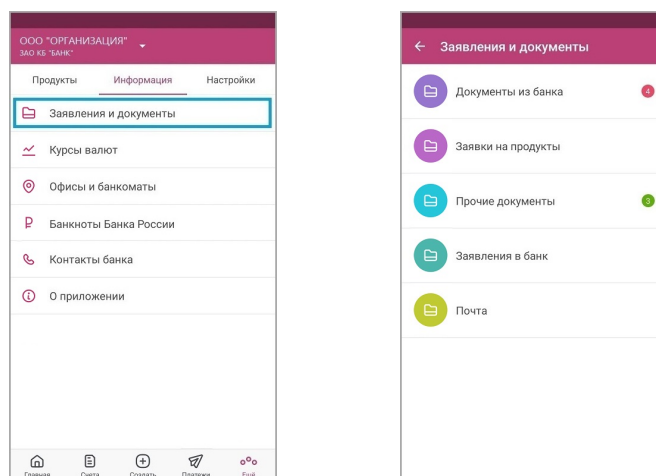 ООО "ОРГАНИЗАЦИЯ"
ЗАО КБ "БАНК"
Продукты Информация Настройки
Заявления и документы
Курсы валют
Офисы и банкоматы
Банкноты Банка России
Контакты банка
О приложении
Главная Счета Создать Платежи Ещё
Заявления и документы
Документы из банка 4
Заявки на продукты
Прочие документы 3
Заявления в банк
Почта